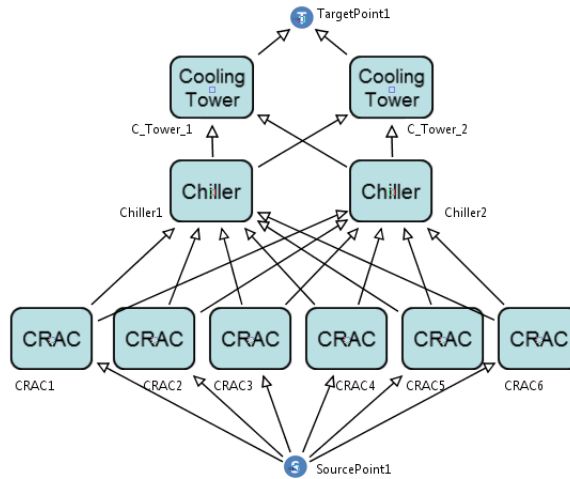 TargetPoint1
Cooling
Tower
Cooling
Tower
C_Tower_1
C_Tower_2
Chiller
Chiller
Chiller1
Chiller2
CRAC
CRAC
CRAC
CRAC
CRAC
CRAC
CRAC1
CRAC2
CRAC3
CRAC4
CRAC5
CRAC6
S
SourcePoint1